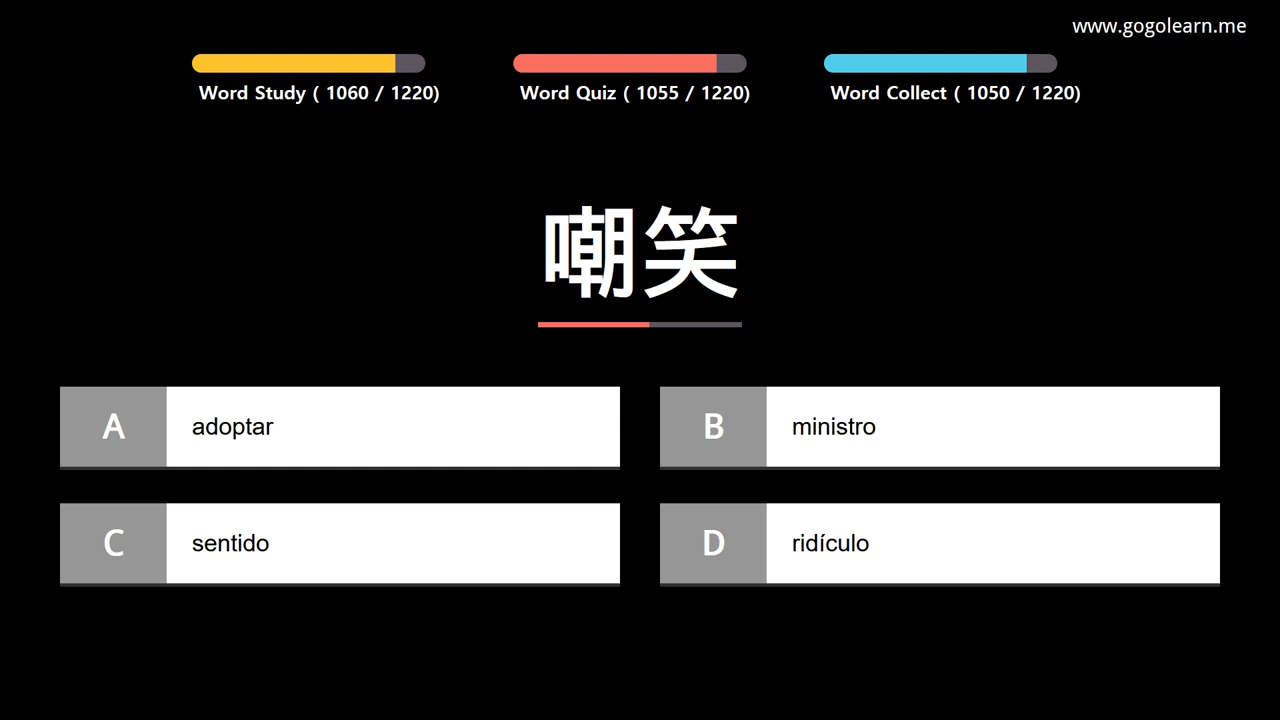 www.gogolearn.me
Word Study ( 1060 / 1220)
Word Quiz ( 1055 / 1220)
Word Collect ( 1050 / 1220)
嘲笑
A adoptar
B ministro
C sentido
D ridículo